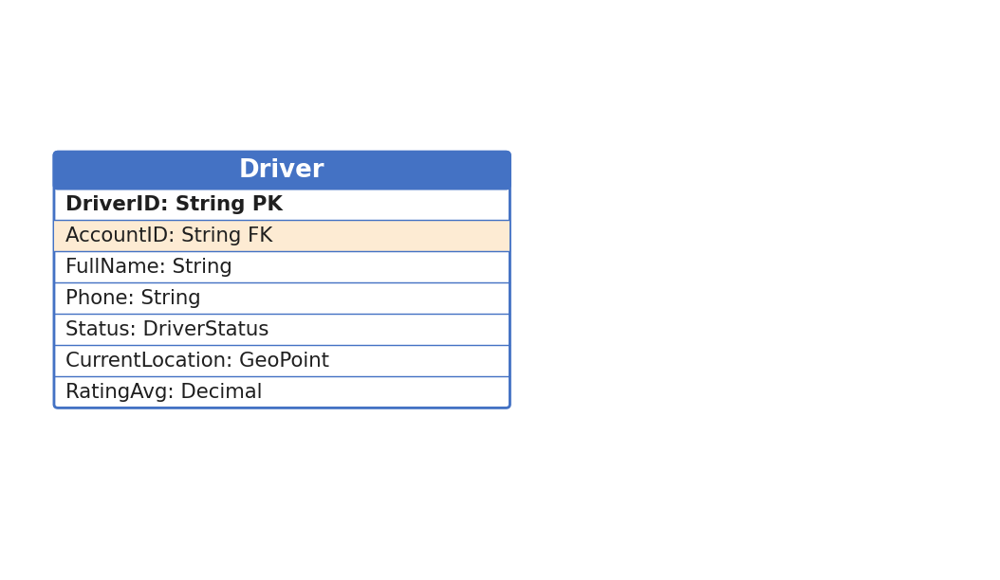 Driver
DriverID: String PK
AccountID: String FK
FullName: String
Phone: String
Status: DriverStatus
CurrentLocation: GeoPoint
RatingAvg: Decimal